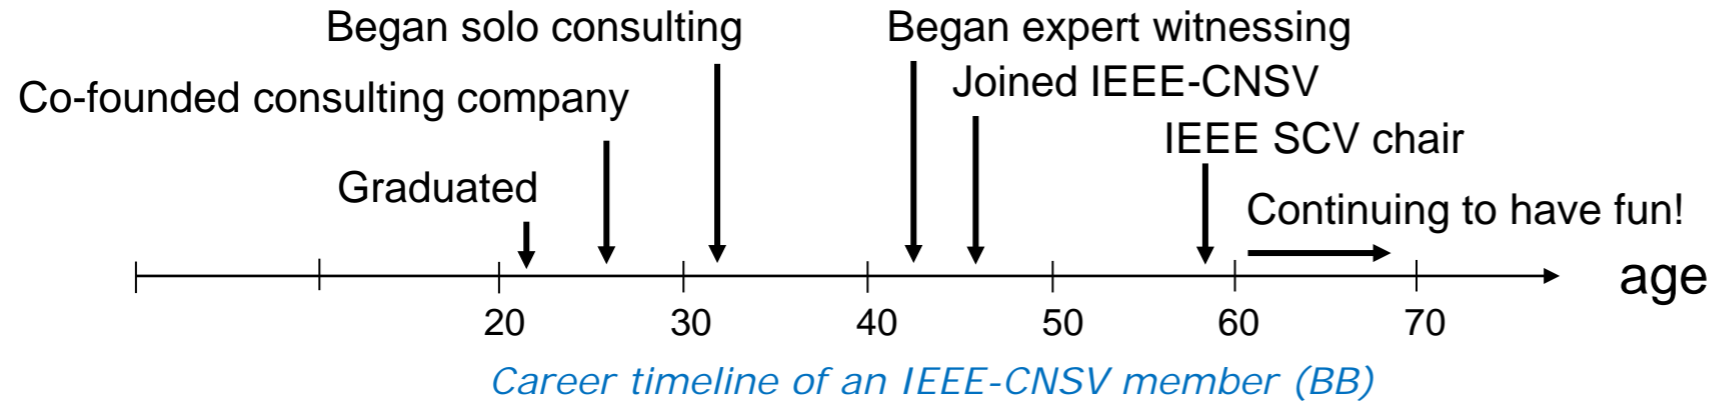 Began solo consulting
Began expert witnessing
Co-founded consulting company
Joined IEEE-CNSV
IEEE SCV chair
Graduated
Continuing to have fun!
age
20 30 40 50 60 70
Career timeline of an IEEE-CNSV member (BB)